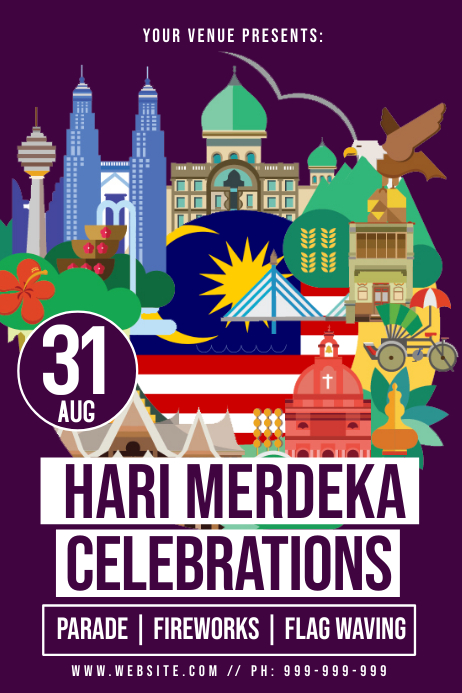 YOUR VENUE PRESENTS:
31
AUG
HARI MERDEKA
CELEBRATIONS
PARADE | FIREWORKS | FLAG WAVING
WWW.WEBSITE.COM // PH: 999-999-999